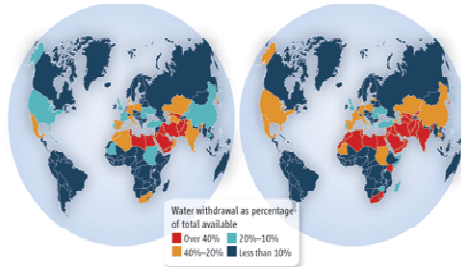 Water withdrawal as percentage
of total available
Over 40% 20%–10%
40%–20% Less than 10%